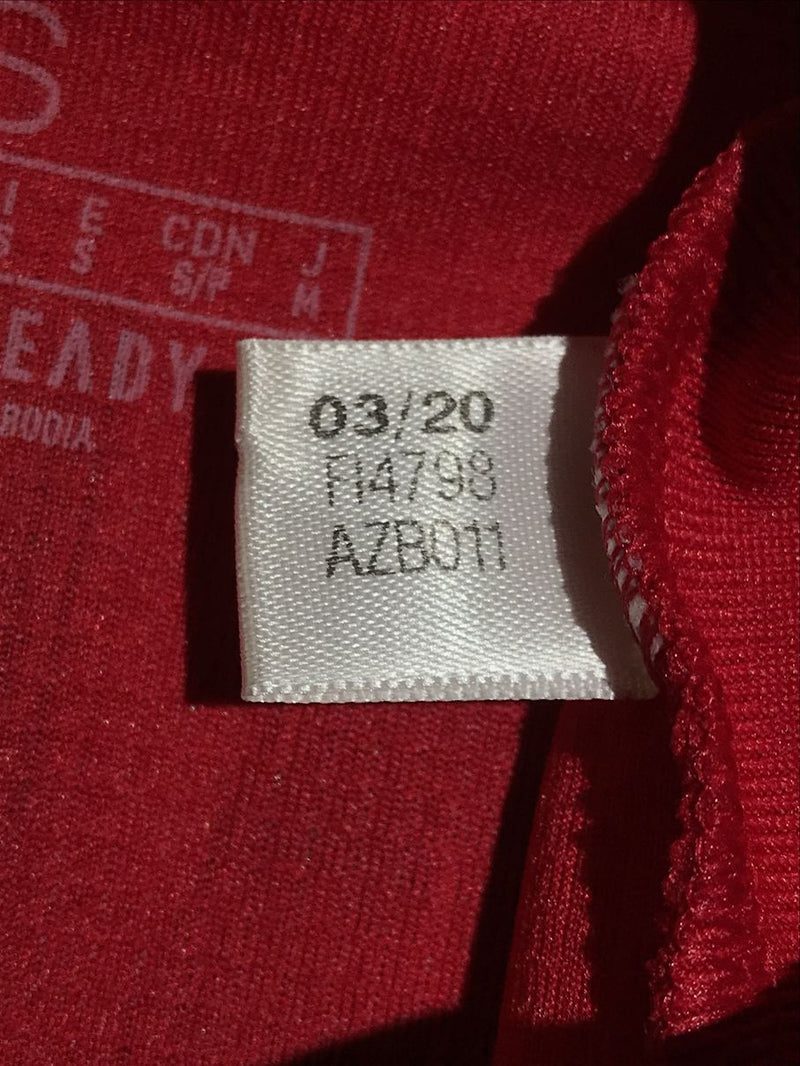 S
I E CDN J
S S S/P M
EADY
BODIA
03/20
FI4798
AZB011